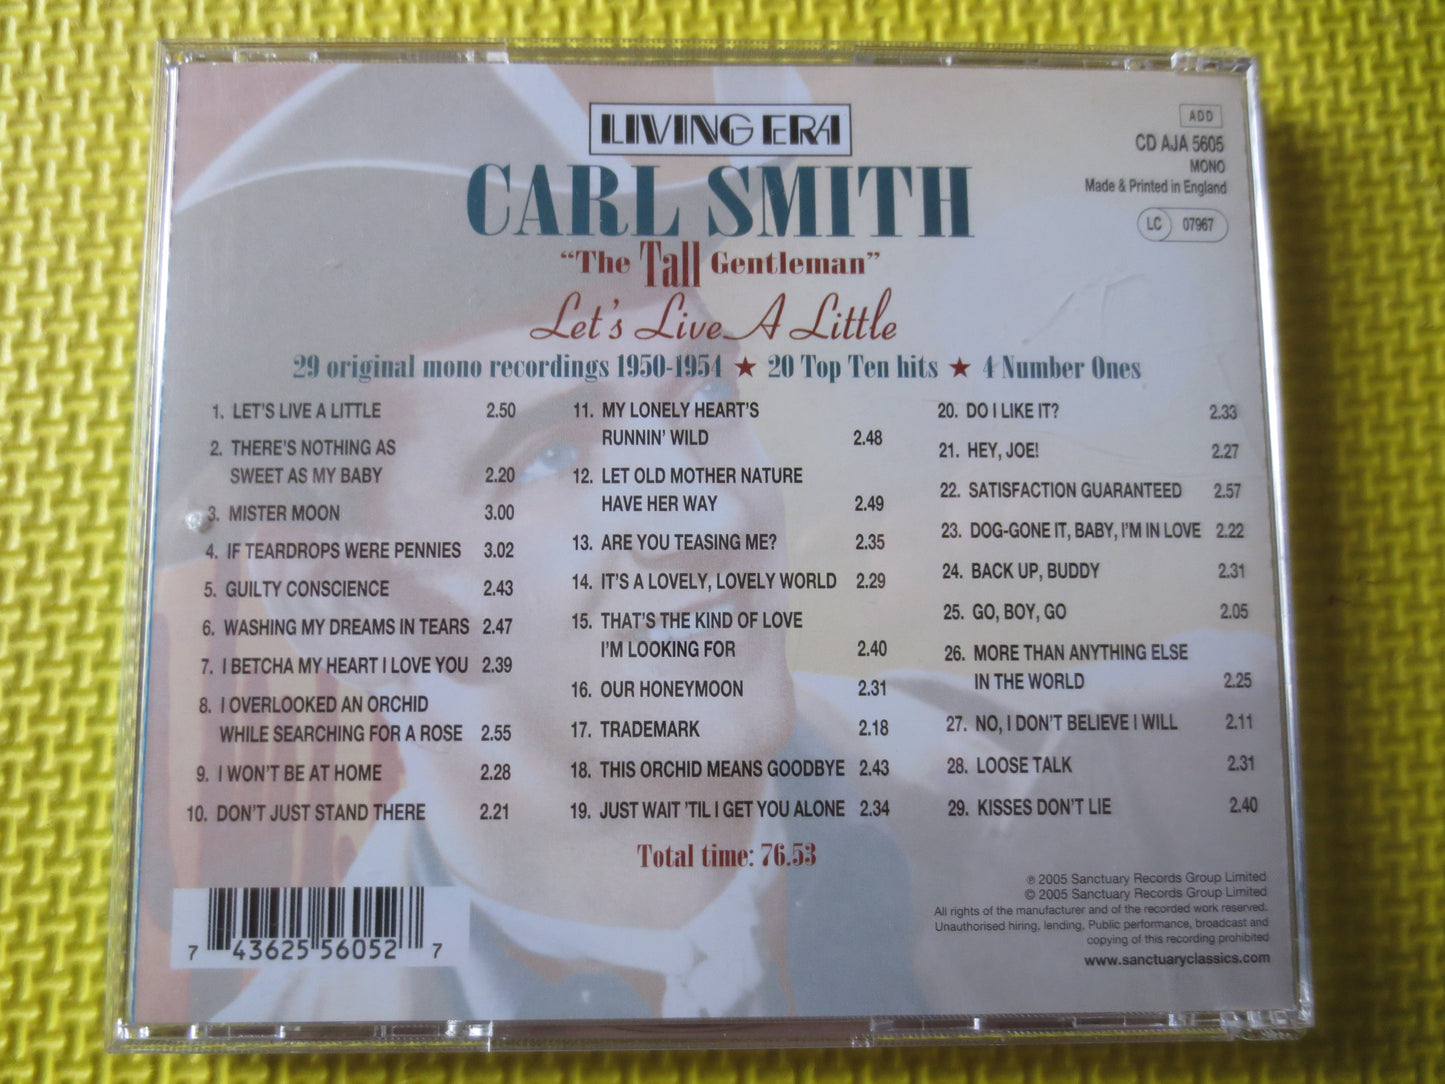 LIVING ERA
CARL SMITH
"The Tall Gentleman"
Let's Live A Little
29 original mono recordings 1950-1954 ★ 20 Top Ten hits ★ 4 Number Ones
ADD
CD AJA 5605
MONO
Made & Printed in England
LC 07967
1. LET'S LIVE A LITTLE 2.50
2. THERE'S NOTHING AS
SWEET AS MY BABY 2.20
3. MISTER MOON 3.00
4. IF TEARDROPS WERE PENNIES 3.02
5. GUILTY CONSCIENCE 2.43
6. WASHING MY DREAMS IN TEARS 2.47
7. I BETCHA MY HEART I LOVE YOU 2.39
8. I OVERLOOKED AN ORCHID
WHILE SEARCHING FOR A ROSE 2.55
9. I WON'T BE AT HOME 2.28
10. DON'T JUST STAND THERE 2.21
11. MY LONELY HEART'S
RUNNIN' WILD 2.48
12. LET OLD MOTHER NATURE
HAVE HER WAY 2.49
13. ARE YOU TEASING ME? 2.35
14. IT'S A LOVELY, LOVELY WORLD 2.29
15. THAT'S THE KIND OF LOVE
I'M LOOKING FOR 2.40
16. OUR HONEYMOON 2.31
17. TRADEMARK 2.18
18. THIS ORCHID MEANS GOODBYE 2.43
19. JUST WAIT 'TIL I GET YOU ALONE 2.34
20. DO I LIKE IT? 2.33
21. HEY, JOE! 2.27
22. SATISFACTION GUARANTEED 2.57
23. DOG-GONE IT, BABY, I'M IN LOVE 2.22
24. BACK UP, BUDDY 2.31
25. GO, BOY, GO 2.05
26. MORE THAN ANYTHING ELSE
IN THE WORLD 2.25
27. NO, I DON'T BELIEVE I WILL 2.11
28. LOOSE TALK 2.31
29. KISSES DON'T LIE 2.40
Total time: 76.53
7 43625 56052 7
℗ 2005 Sanctuary Records Group Limited
© 2005 Sanctuary Records Group Limited
All rights of the manufacturer and of the recorded work reserved.
Unauthorised hiring, lending, Public performance, broadcast and
copying of this recording prohibited
www.sanctuaryclassics.com